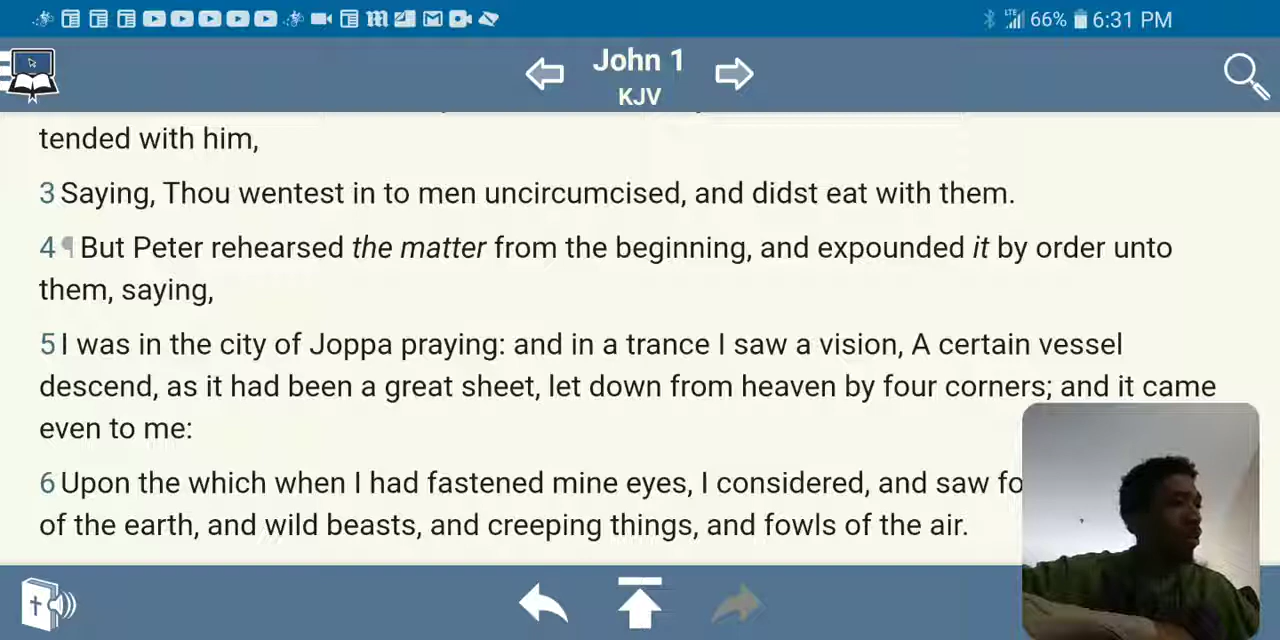 66% 6:31 PM
John 1
KJV
tended with him,
3 Saying, Thou wentest in to men uncircumcised, and didst eat with them.
4 ¶ But Peter rehearsed the matter from the beginning, and expounded it by order unto
them, saying,
5 I was in the city of Joppa praying: and in a trance I saw a vision, A certain vessel
descend, as it had been a great sheet, let down from heaven by four corners; and it came
even to me:
6 Upon the which when I had fastened mine eyes, I considered, and saw fo
of the earth, and wild beasts, and creeping things, and fowls of the air.